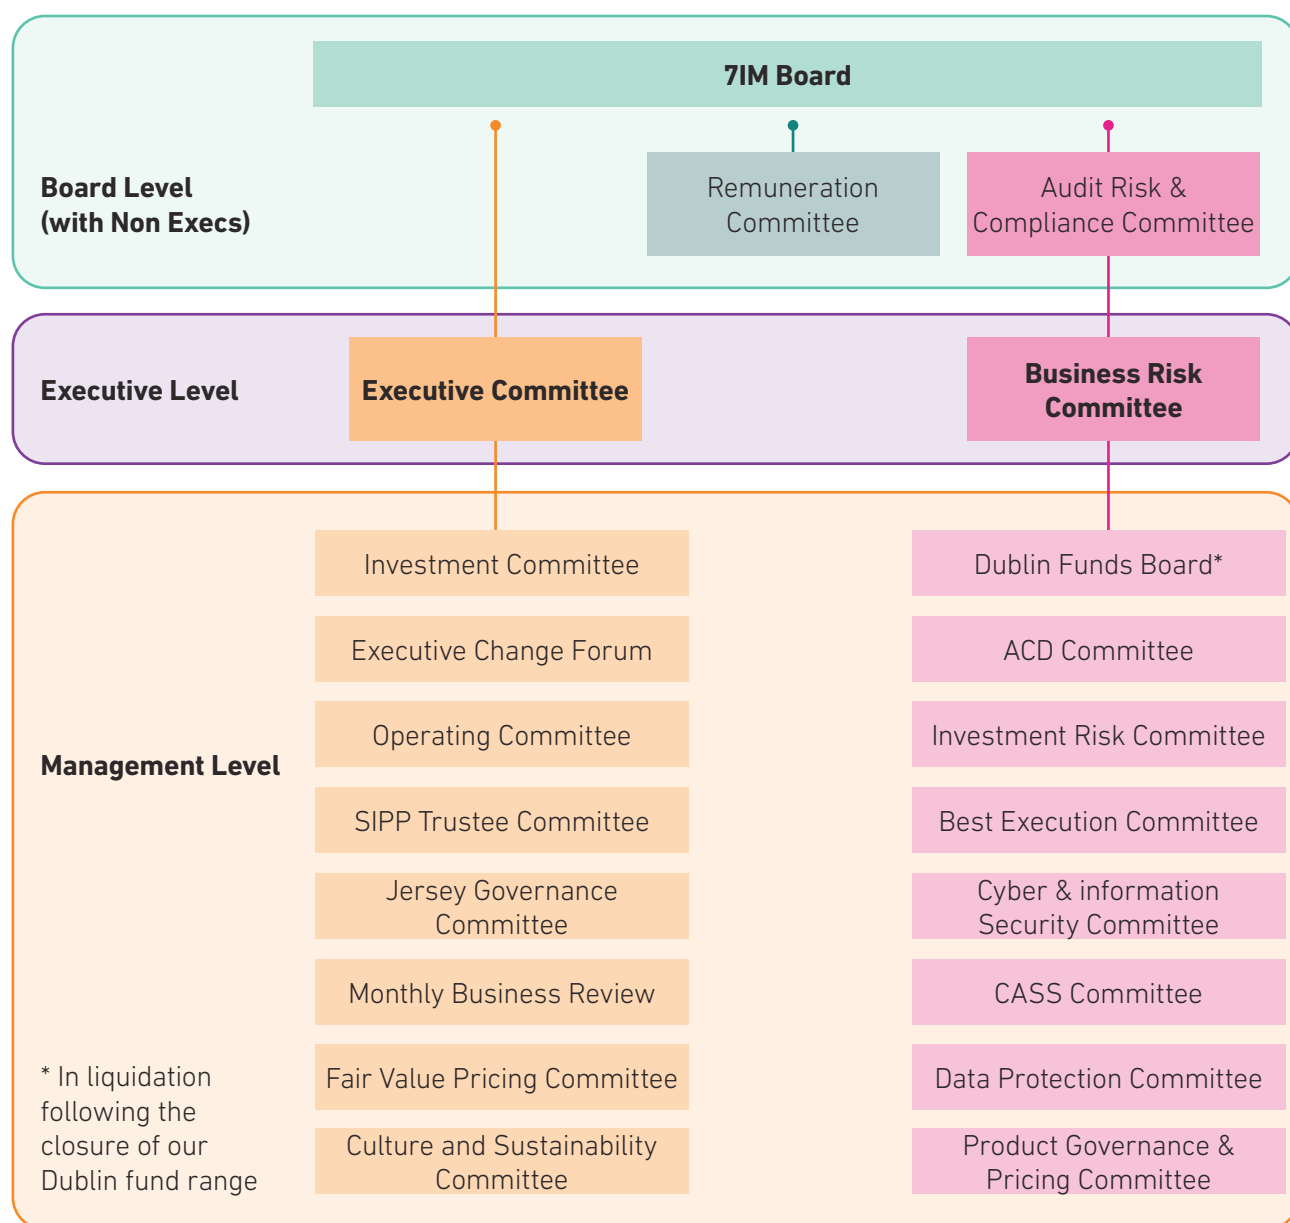 7IM Board
Board Level
(with Non Execs)
Remuneration
Committee
Audit Risk &
Compliance Committee
Executive Level
Executive Committee
Business Risk
Committee
Management Level
Investment Committee
Executive Change Forum
Operating Committee
SIPP Trustee Committee
Jersey Governance
Committee
Monthly Business Review
Fair Value Pricing Committee
Culture and Sustainability
Committee
Dublin Funds Board*
ACD Committee
Investment Risk Committee
Best Execution Committee
Cyber & information
Security Committee
CASS Committee
Data Protection Committee
Product Governance &
Pricing Committee
* In liquidation
following the
closure of our
Dublin fund range